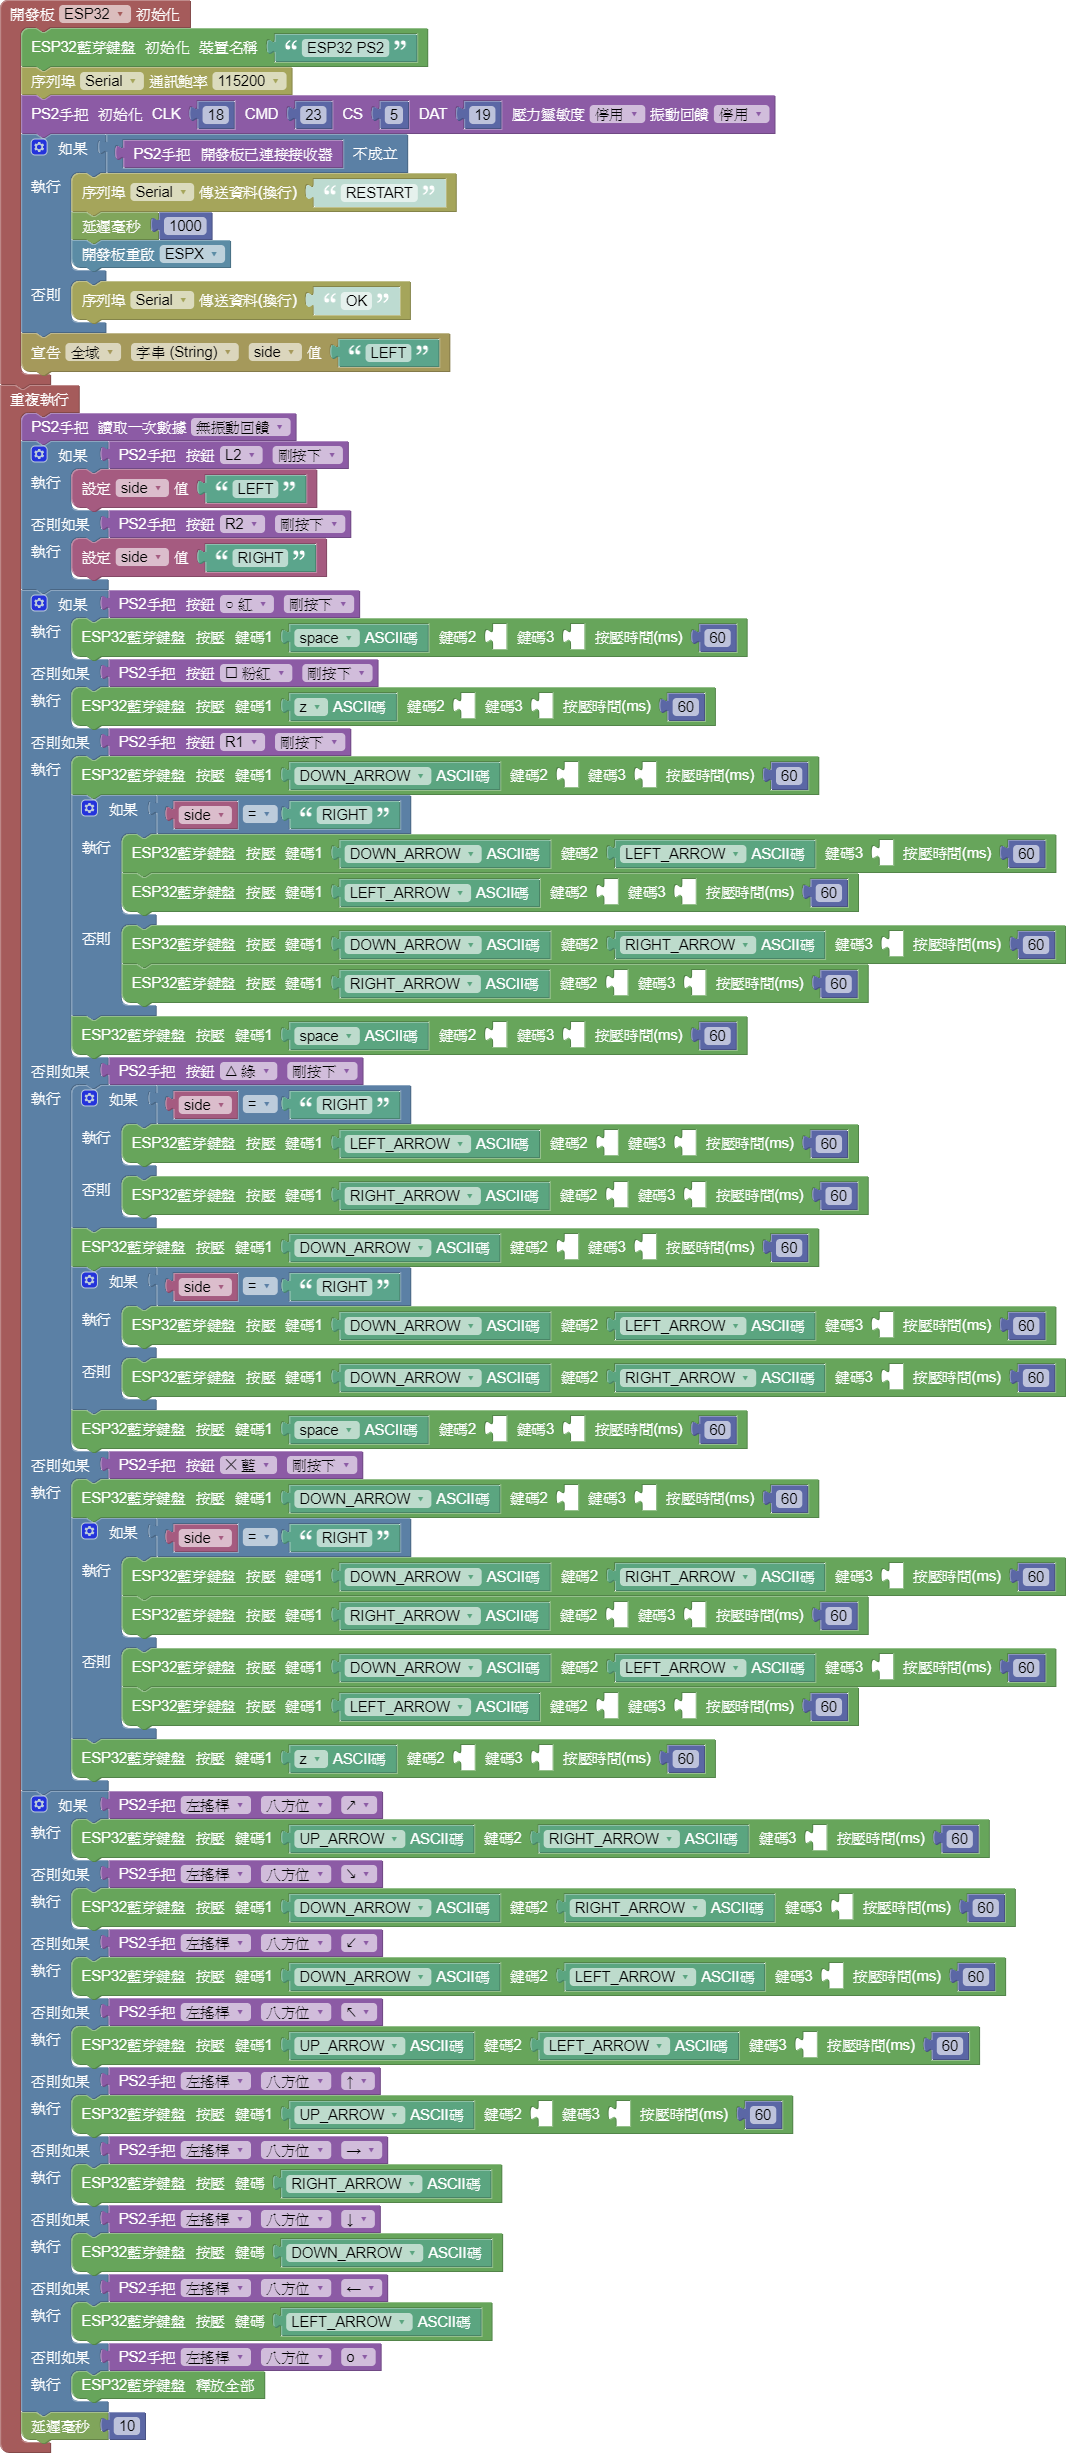 開發板 ESP32 初始化
ESP32藍芽鍵盤 初始化 裝置名稱 “ ESP32 PS2 ”
序列埠 Serial 通訊鮑率 115200
PS2手把 初始化 CLK 18 CMD 23 CS 5 DAT 19 壓力靈敏度 停用 振動回饋 停用
如果 PS2手把 開發板已連接接收器 不成立
執行 序列埠 Serial 傳送資料(換行) “ RESTART ”
延遲毫秒 1000
開發板重啟 ESPX
否則 序列埠 Serial 傳送資料(換行) “ OK ”
宣告 全域 字串 (String) side 值 “ LEFT ”
重複執行
PS2手把 讀取一次數據 無振動回饋
如果 PS2手把 按鈕 L2 剛按下
執行 設定 side 值 “ LEFT ”
否則如果 PS2手把 按鈕 R2 剛按下
執行 設定 side 值 “ RIGHT ”
如果 PS2手把 按鈕 ○ 紅 剛按下
執行 ESP32藍芽鍵盤 按壓 鍵碼1 space ASCII碼 鍵碼2 鍵碼3 按壓時間(ms) 60
否則如果 PS2手把 按鈕 □ 粉紅 剛按下
執行 ESP32藍芽鍵盤 按壓 鍵碼1 z ASCII碼 鍵碼2 鍵碼3 按壓時間(ms) 60
否則如果 PS2手把 按鈕 R1 剛按下
執行 ESP32藍芽鍵盤 按壓 鍵碼1 DOWN_ARROW ASCII碼 鍵碼2 鍵碼3 按壓時間(ms) 60
如果 side = “ RIGHT ”
執行 ESP32藍芽鍵盤 按壓 鍵碼1 DOWN_ARROW ASCII碼 鍵碼2 LEFT_ARROW ASCII碼 鍵碼3 按壓時間(ms) 60
ESP32藍芽鍵盤 按壓 鍵碼1 LEFT_ARROW ASCII碼 鍵碼2 鍵碼3 按壓時間(ms) 60
否則 ESP32藍芽鍵盤 按壓 鍵碼1 DOWN_ARROW ASCII碼 鍵碼2 RIGHT_ARROW ASCII碼 鍵碼3 按壓時間(ms) 60
ESP32藍芽鍵盤 按壓 鍵碼1 RIGHT_ARROW ASCII碼 鍵碼2 鍵碼3 按壓時間(ms) 60
ESP32藍芽鍵盤 按壓 鍵碼1 space ASCII碼 鍵碼2 鍵碼3 按壓時間(ms) 60
否則如果 PS2手把 按鈕 △ 綠 剛按下
執行 如果 side = “ RIGHT ”
執行 ESP32藍芽鍵盤 按壓 鍵碼1 LEFT_ARROW ASCII碼 鍵碼2 鍵碼3 按壓時間(ms) 60
否則 ESP32藍芽鍵盤 按壓 鍵碼1 RIGHT_ARROW ASCII碼 鍵碼2 鍵碼3 按壓時間(ms) 60
ESP32藍芽鍵盤 按壓 鍵碼1 DOWN_ARROW ASCII碼 鍵碼2 鍵碼3 按壓時間(ms) 60
如果 side = “ RIGHT ”
執行 ESP32藍芽鍵盤 按壓 鍵碼1 DOWN_ARROW ASCII碼 鍵碼2 LEFT_ARROW ASCII碼 鍵碼3 按壓時間(ms) 60
否則 ESP32藍芽鍵盤 按壓 鍵碼1 DOWN_ARROW ASCII碼 鍵碼2 RIGHT_ARROW ASCII碼 鍵碼3 按壓時間(ms) 60
ESP32藍芽鍵盤 按壓 鍵碼1 space ASCII碼 鍵碼2 鍵碼3 按壓時間(ms) 60
否則如果 PS2手把 按鈕 ╳ 藍 剛按下
執行 ESP32藍芽鍵盤 按壓 鍵碼1 DOWN_ARROW ASCII碼 鍵碼2 鍵碼3 按壓時間(ms) 60
如果 side = “ RIGHT ”
執行 ESP32藍芽鍵盤 按壓 鍵碼1 DOWN_ARROW ASCII碼 鍵碼2 RIGHT_ARROW ASCII碼 鍵碼3 按壓時間(ms) 60
ESP32藍芽鍵盤 按壓 鍵碼1 RIGHT_ARROW ASCII碼 鍵碼2 鍵碼3 按壓時間(ms) 60
否則 ESP32藍芽鍵盤 按壓 鍵碼1 DOWN_ARROW ASCII碼 鍵碼2 LEFT_ARROW ASCII碼 鍵碼3 按壓時間(ms) 60
ESP32藍芽鍵盤 按壓 鍵碼1 LEFT_ARROW ASCII碼 鍵碼2 鍵碼3 按壓時間(ms) 60
ESP32藍芽鍵盤 按壓 鍵碼1 z ASCII碼 鍵碼2 鍵碼3 按壓時間(ms) 60
如果 PS2手把 左搖桿 八方位 ↗
執行 ESP32藍芽鍵盤 按壓 鍵碼1 UP_ARROW ASCII碼 鍵碼2 RIGHT_ARROW ASCII碼 鍵碼3 按壓時間(ms) 60
否則如果 PS2手把 左搖桿 八方位 ↘
執行 ESP32藍芽鍵盤 按壓 鍵碼1 DOWN_ARROW ASCII碼 鍵碼2 RIGHT_ARROW ASCII碼 鍵碼3 按壓時間(ms) 60
否則如果 PS2手把 左搖桿 八方位 ↙
執行 ESP32藍芽鍵盤 按壓 鍵碼1 DOWN_ARROW ASCII碼 鍵碼2 LEFT_ARROW ASCII碼 鍵碼3 按壓時間(ms) 60
否則如果 PS2手把 左搖桿 八方位 ↖
執行 ESP32藍芽鍵盤 按壓 鍵碼1 UP_ARROW ASCII碼 鍵碼2 LEFT_ARROW ASCII碼 鍵碼3 按壓時間(ms) 60
否則如果 PS2手把 左搖桿 八方位 ↑
執行 ESP32藍芽鍵盤 按壓 鍵碼1 UP_ARROW ASCII碼 鍵碼2 鍵碼3 按壓時間(ms) 60
否則如果 PS2手把 左搖桿 八方位 →
執行 ESP32藍芽鍵盤 按壓 鍵碼 RIGHT_ARROW ASCII碼
否則如果 PS2手把 左搖桿 八方位 ↓
執行 ESP32藍芽鍵盤 按壓 鍵碼 DOWN_ARROW ASCII碼
否則如果 PS2手把 左搖桿 八方位 ←
執行 ESP32藍芽鍵盤 按壓 鍵碼 LEFT_ARROW ASCII碼
否則如果 PS2手把 左搖桿 八方位 o
執行 ESP32藍芽鍵盤 釋放全部
延遲毫秒 10